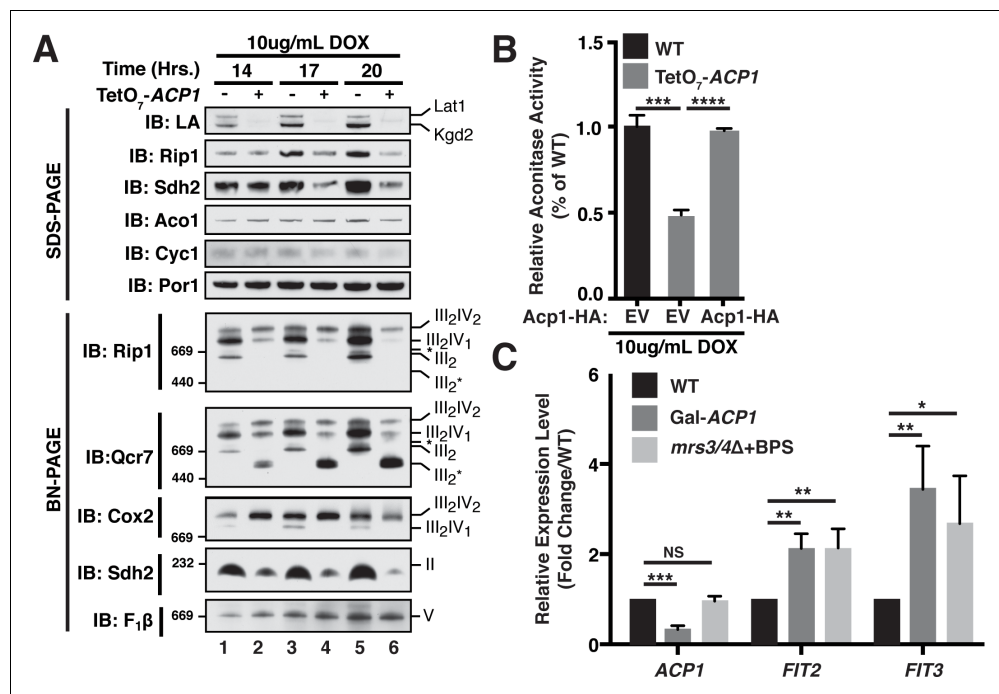 A
10ug/mL DOX
Time (Hrs.) 14 17 20
TetO7-ACP1 - + - + - +
SDS-PAGE
IB: LA
Lat1
Kgd2
IB: Rip1
IB: Sdh2
IB: Aco1
IB: Cyc1
IB: Por1
BN-PAGE
IB: Rip1
669
440
III2IV2
III2IV1
*
III2
III2*
IB:Qcr7
669
440
III2IV2
III2IV1
*
III2
III2*
IB: Cox2
669
III2IV2
III2IV1
IB: Sdh2
232
II
IB: F1β
669
V
1 2 3 4 5 6
B
WT
TetO7-ACP1
Relative Aconitase Activity
(% of WT)
1.5
1.0
0.5
0.0
*** ****
Acp1-HA: EV EV Acp1-HA
10ug/mL DOX
C
WT
Gal-ACP1
mrs3/4Δ+BPS
Relative Expression Level
(Fold Change/WT)
6
4
2
0
NS
***
**
**
*
**
ACP1 FIT2 FIT3